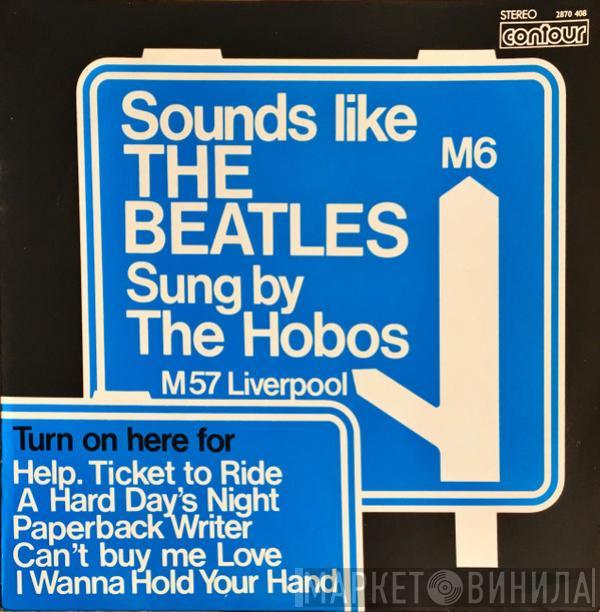 STEREO 2870 408
contour
Sounds like
THE
BEATLES
Sung by
The Hobos
M6
M57 Liverpool
Turn on here for
Help. Ticket to Ride
A Hard Day's Night
Paperback Writer
Can't buy me Love
I Wanna Hold Your Hand
МАРКЕТ ВИНИЛА